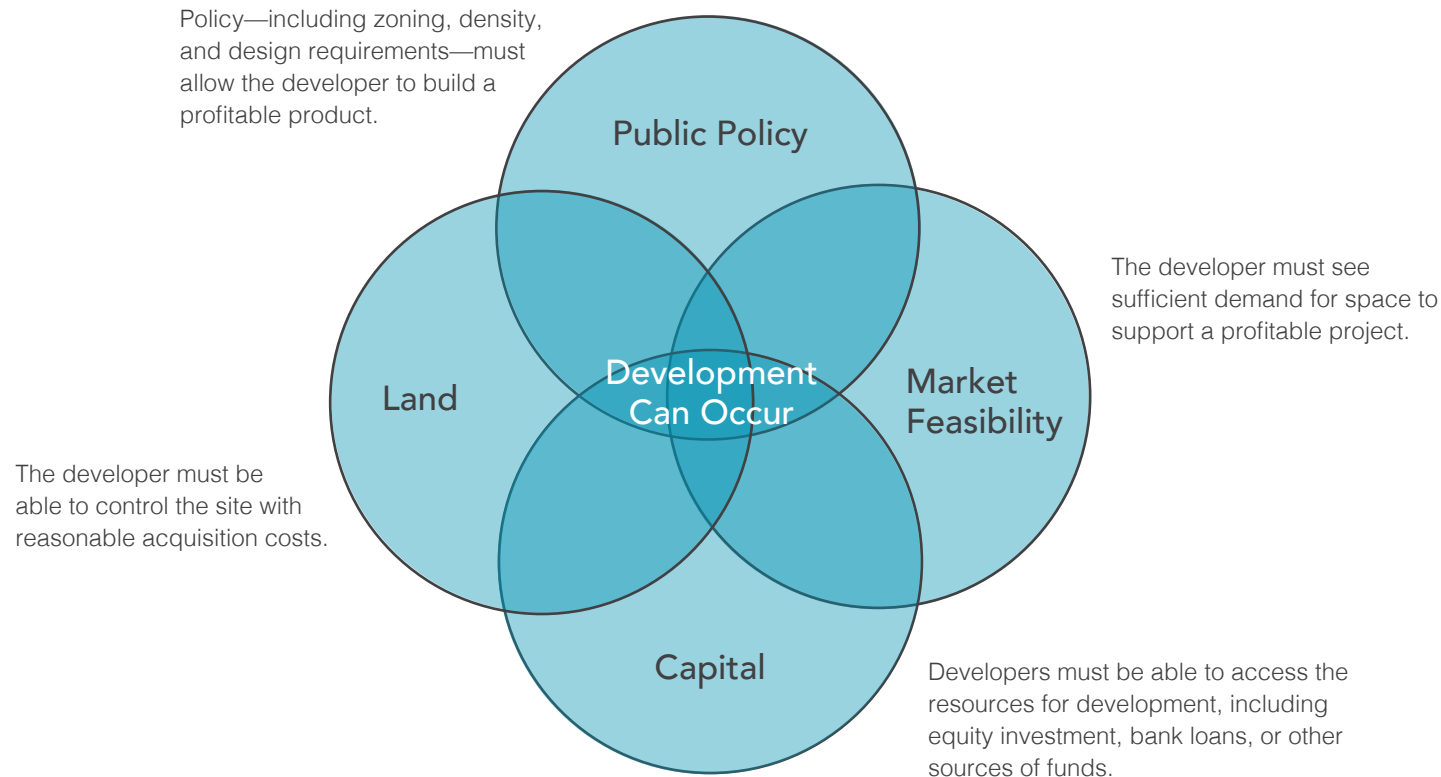 Policy—including zoning, density,
and design requirements—must
allow the developer to build a
profitable product.
Public Policy
The developer must see
sufficient demand for space to
support a profitable project.
Land
Development
Can Occur
Market
Feasibility
The developer must be
able to control the site with
reasonable acquisition costs.
Capital
Developers must be able to access the
resources for development, including
equity investment, bank loans, or other
sources of funds.